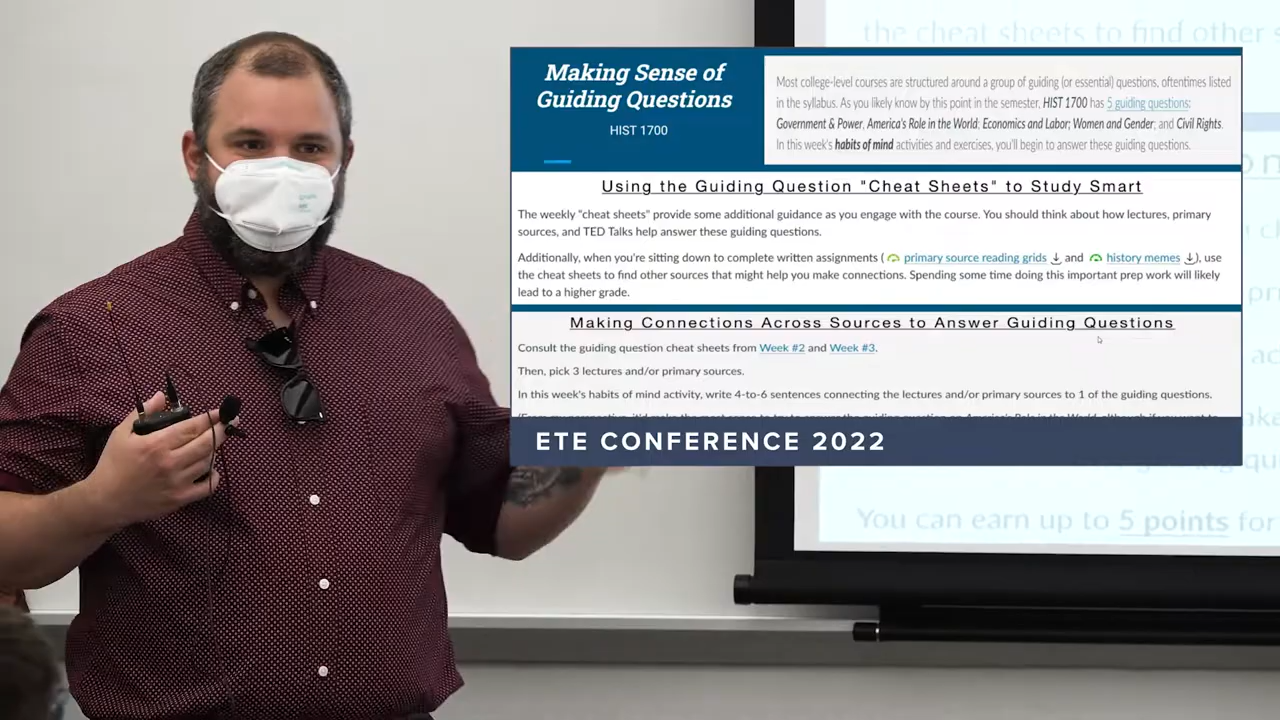 the cheat sheets to find other s
Making Sense of
Guiding Questions
HIST 1700
Most college-level courses are structured around a group of guiding (or essential) questions, oftentimes listed
in the syllabus. As you likely know by this point in the semester, HIST 1700 has 5 guiding questions:
Government & Power, America's Role in the World; Economics and Labor; Women and Gender; and Civil Rights.
In this week's habits of mind activities and exercises, you'll begin to answer these guiding questions.
Using the Guiding Question "Cheat Sheets" to Study Smart
The weekly "cheat sheets" provide some additional guidance as you engage with the course. You should think about how lectures, primary
sources, and TED Talks help answer these guiding questions.
Additionally, when you're sitting down to complete written assignments ( primary source reading grids and history memes ), use
the cheat sheets to find other sources that might help you make connections. Spending some time doing this important prep work will likely
lead to a higher grade.
Making Connections Across Sources to Answer Guiding Questions
Consult the guiding question cheat sheets from Week #2 and Week #3.
Then, pick 3 lectures and/or primary sources.
In this week's habits of mind activity, write 4-to-6 sentences connecting the lectures and/or primary sources to 1 of the guiding questions.
ETE CONFERENCE 2022
You can earn up to 5 points for